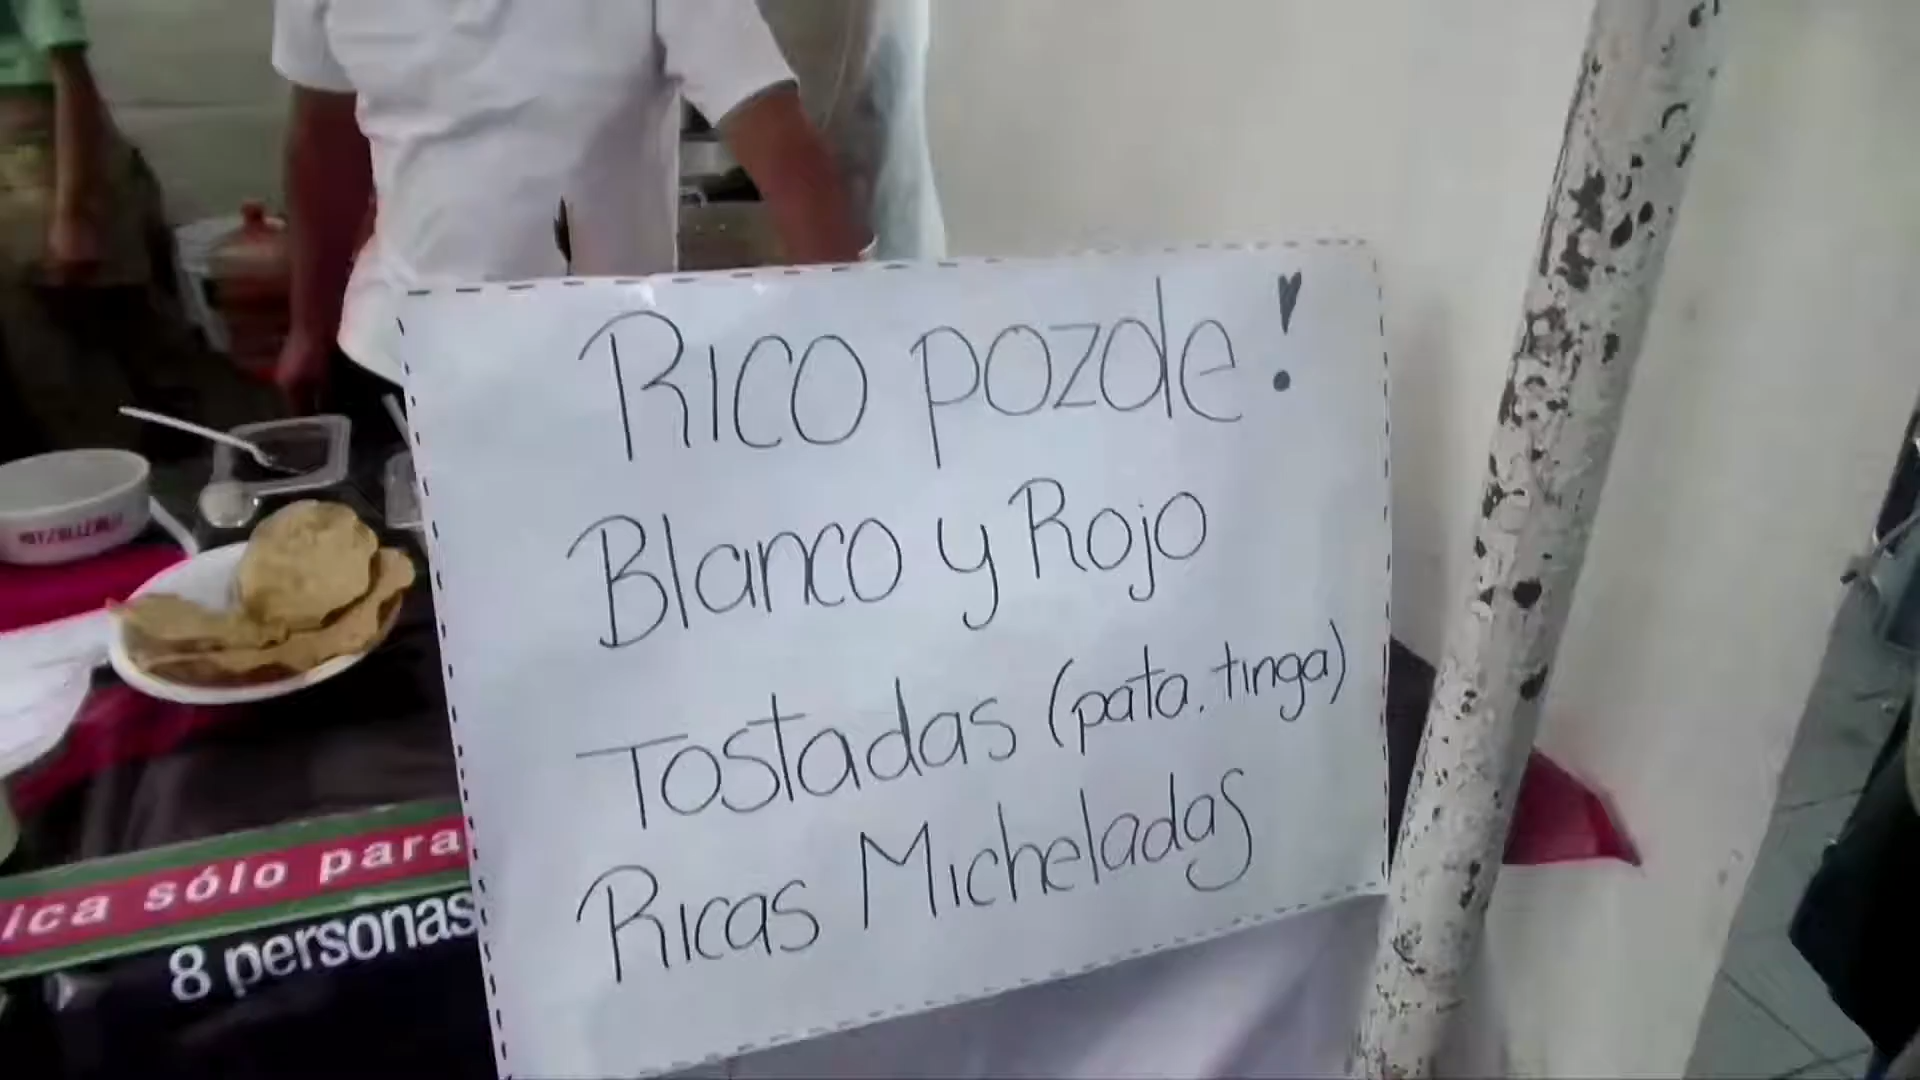 Rico pozole!
Blanco y Rojo
Tostadas (pata, tinga)
Ricas Micheladas
ica sólo para
8 personas